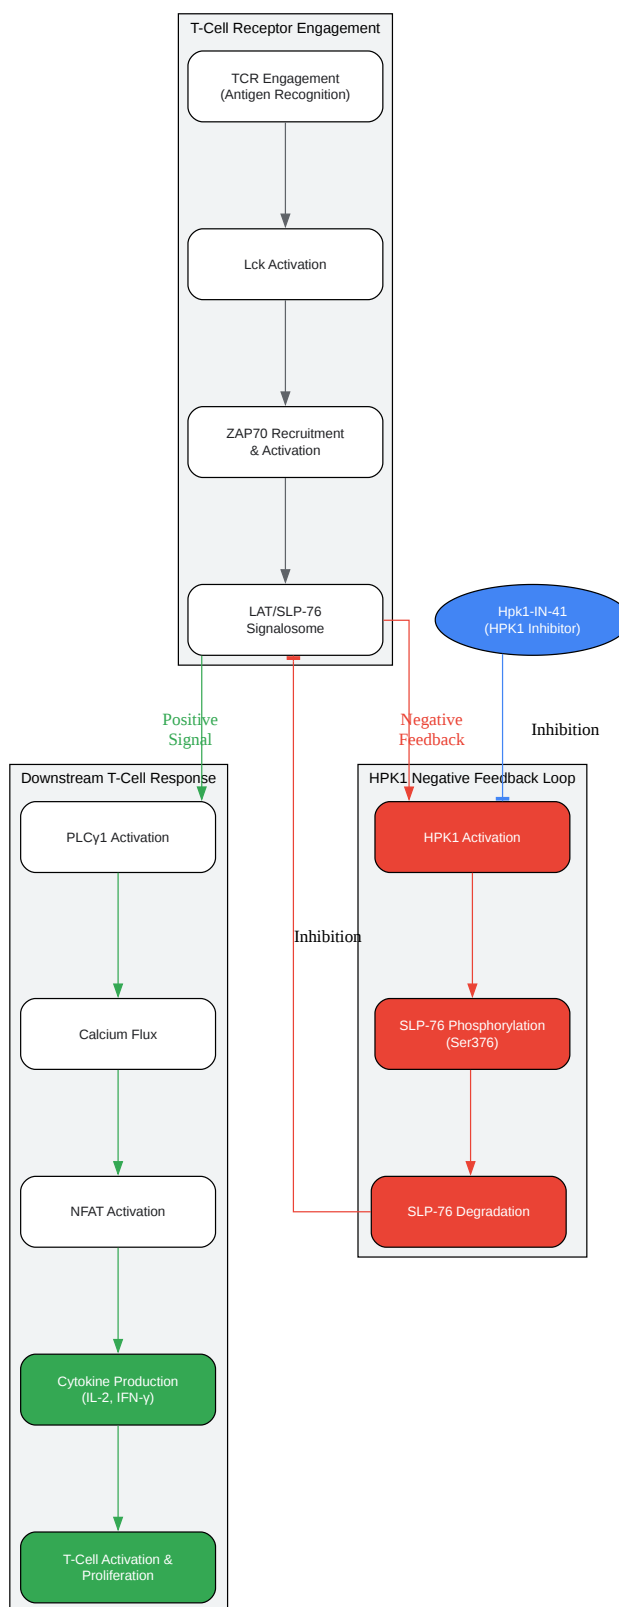 T-Cell Receptor Engagement
TCR Engagement
(Antigen Recognition)
Lck Activation
ZAP70 Recruitment
& Activation
LAT/SLP-76
Signalosome
Hpk1-IN-41
(HPK1 Inhibitor)
Positive
Signal
Negative
Feedback
Inhibition
Downstream T-Cell Response
HPK1 Negative Feedback Loop
PLCγ1 Activation
HPK1 Activation
Inhibition
Calcium Flux
SLP-76 Phosphorylation
(Ser376)
NFAT Activation
SLP-76 Degradation
Cytokine Production
(IL-2, IFN-γ)
T-Cell Activation &
Proliferation